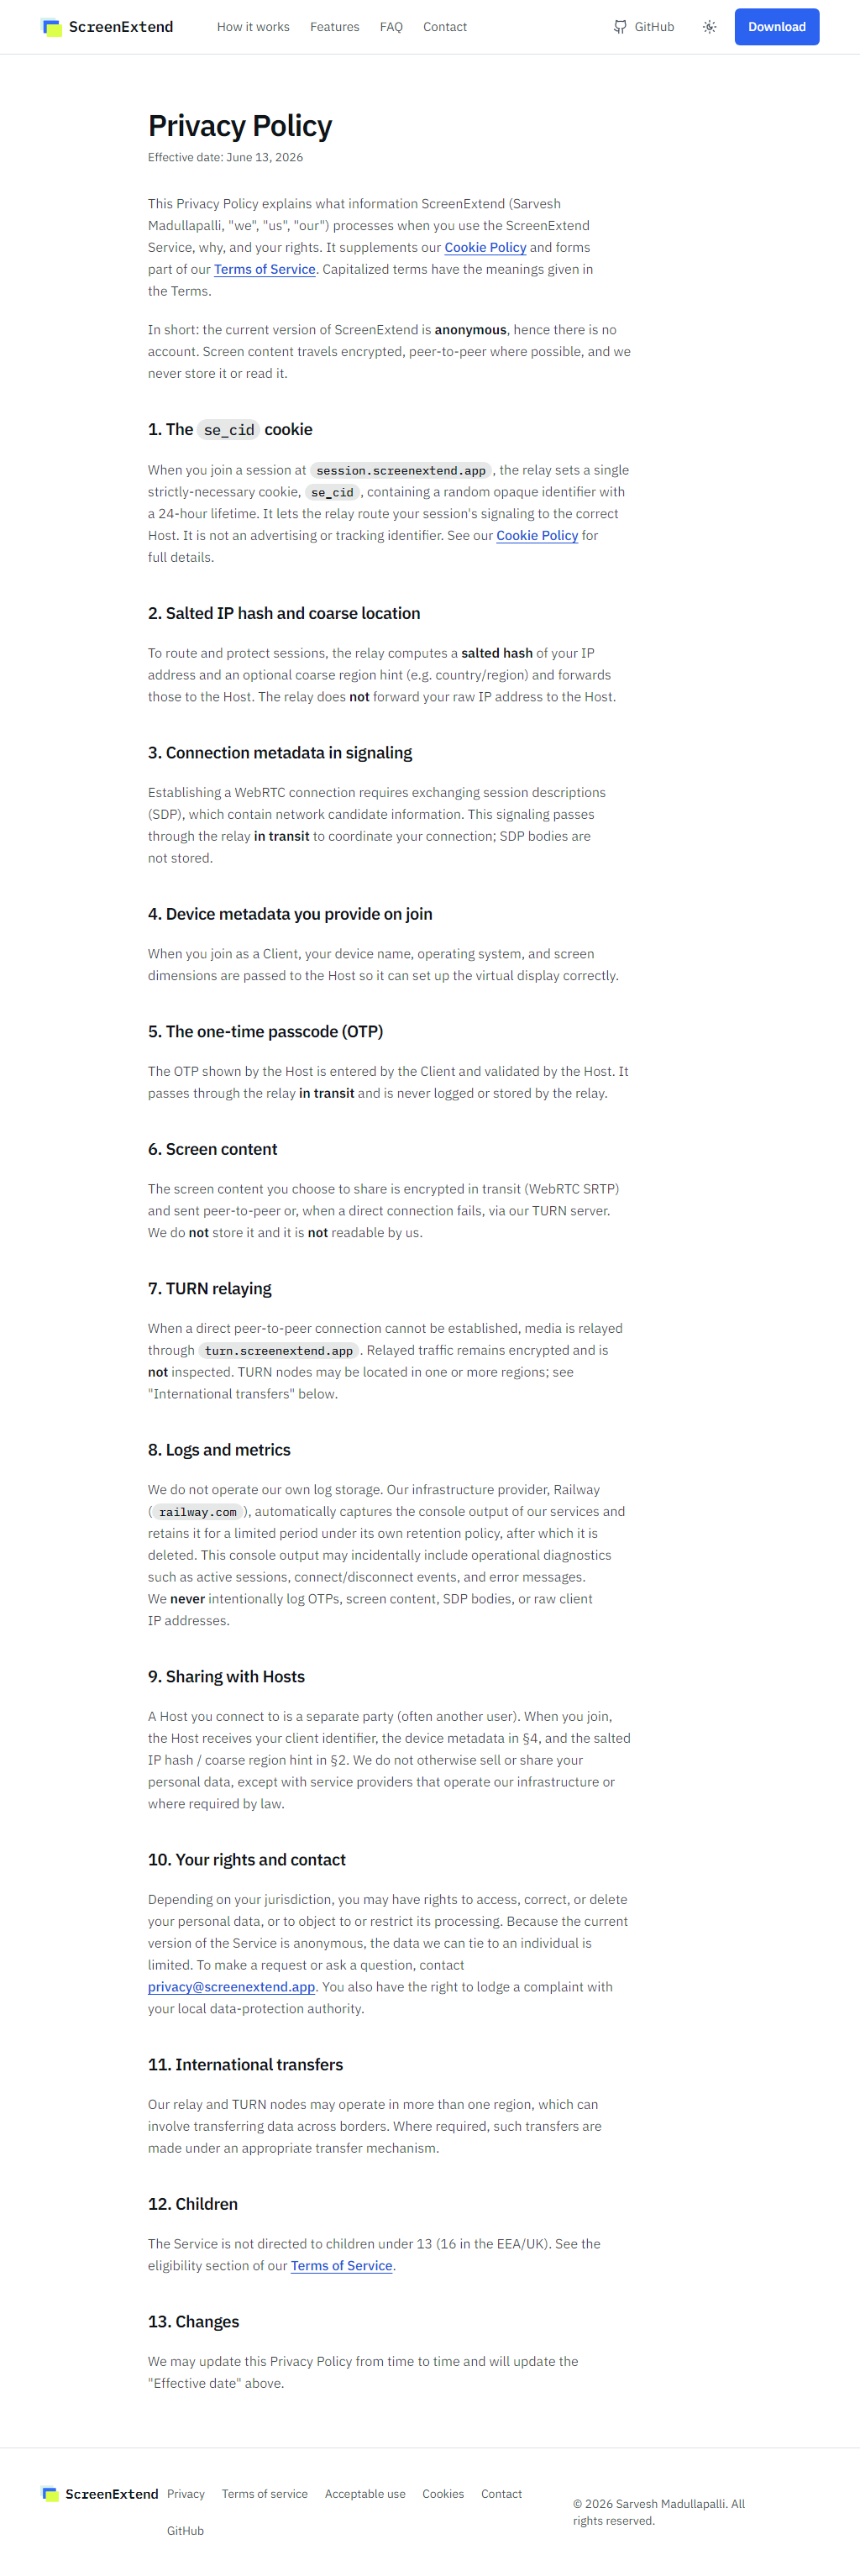 ScreenExtend How it works Features FAQ Contact GitHub Download
Privacy Policy
Effective date: June 13, 2026
This Privacy Policy explains what information ScreenExtend (Sarvesh
Madullapalli, "we", "us", "our") processes when you use the ScreenExtend
Service, why, and your rights. It supplements our Cookie Policy and forms
part of our Terms of Service. Capitalized terms have the meanings given in
the Terms.
In short: the current version of ScreenExtend is anonymous, hence there is no
account. Screen content travels encrypted, peer-to-peer where possible, and we
never store it or read it.
1. The se_cid cookie
When you join a session at session.screenextend.app, the relay sets a single
strictly-necessary cookie, se_cid, containing a random opaque identifier with
a 24-hour lifetime. It lets the relay route your session's signaling to the correct
Host. It is not an advertising or tracking identifier. See our Cookie Policy for
full details.
2. Salted IP hash and coarse location
To route and protect sessions, the relay computes a salted hash of your IP
address and an optional coarse region hint (e.g. country/region) and forwards
those to the Host. The relay does not forward your raw IP address to the Host.
3. Connection metadata in signaling
Establishing a WebRTC connection requires exchanging session descriptions
(SDP), which contain network candidate information. This signaling passes
through the relay in transit to coordinate your connection; SDP bodies are
not stored.
4. Device metadata you provide on join
When you join as a Client, your device name, operating system, and screen
dimensions are passed to the Host so it can set up the virtual display correctly.
5. The one-time passcode (OTP)
The OTP shown by the Host is entered by the Client and validated by the Host. It
passes through the relay in transit and is never logged or stored by the relay.
6. Screen content
The screen content you choose to share is encrypted in transit (WebRTC SRTP)
and sent peer-to-peer or, when a direct connection fails, via our TURN server.
We do not store it and it is not readable by us.
7. TURN relaying
When a direct peer-to-peer connection cannot be established, media is relayed
through turn.screenextend.app. Relayed traffic remains encrypted and is
not inspected. TURN nodes may be located in one or more regions; see
"International transfers" below.
8. Logs and metrics
We do not operate our own log storage. Our infrastructure provider, Railway
(railway.com), automatically captures the console output of our services and
retains it for a limited period under its own retention policy, after which it is
deleted. This console output may incidentally include operational diagnostics
such as active sessions, connect/disconnect events, and error messages.
We never intentionally log OTPs, screen content, SDP bodies, or raw client
IP addresses.
9. Sharing with Hosts
A Host you connect to is a separate party (often another user). When you join,
the Host receives your client identifier, the device metadata in §4, and the salted
IP hash / coarse region hint in §2. We do not otherwise sell or share your
personal data, except with service providers that operate our infrastructure or
where required by law.
10. Your rights and contact
Depending on your jurisdiction, you may have rights to access, correct, or delete
your personal data, or to object to or restrict its processing. Because the current
version of the Service is anonymous, the data we can tie to an individual is
limited. To make a request or ask a question, contact
privacy@screenextend.app. You also have the right to lodge a complaint with
your local data-protection authority.
11. International transfers
Our relay and TURN nodes may operate in more than one region, which can
involve transferring data across borders. Where required, such transfers are
made under an appropriate transfer mechanism.
12. Children
The Service is not directed to children under 13 (16 in the EEA/UK). See the
eligibility section of our Terms of Service.
13. Changes
We may update this Privacy Policy from time to time and will update the
"Effective date" above.
ScreenExtend Privacy Terms of service Acceptable use Cookies Contact
GitHub
© 2026 Sarvesh Madullapalli. All
rights reserved.